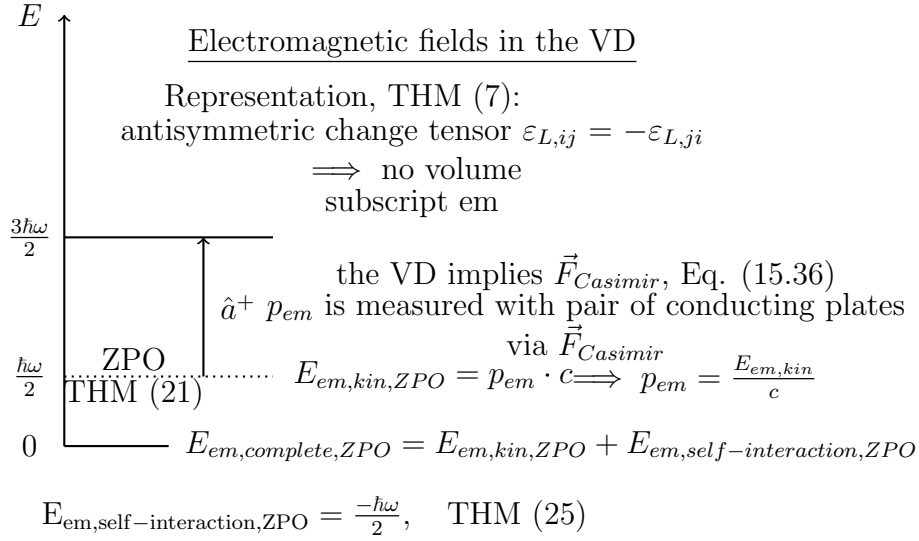 E
Electromagnetic fields in the VD
Representation, THM (7):
antisymmetric change tensor ε_{L,ij} = −ε_{L,ji}
⟹ no volume
subscript em
3ħω/2
the VD implies F⃗_{Casimir}, Eq. (15.36)
â⁺ p_{em} is measured with pair of conducting plates
via F⃗_{Casimir}
ZPO
ħω/2
THM (21)
E_{em,kin,ZPO} = p_{em} · c ⟹ p_{em} = E_{em,kin}/c
0
E_{em,complete,ZPO} = E_{em,kin,ZPO} + E_{em,self−interaction,ZPO}
E_{em,self−interaction,ZPO} = −ħω/2, THM (25)